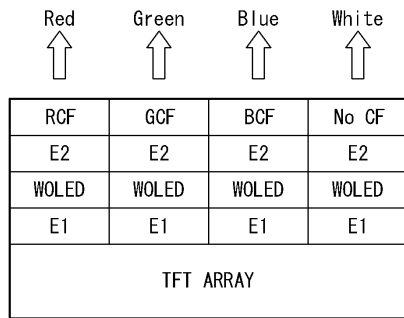 Red Green Blue White
RCF GCF BCF No CF
E2 E2 E2 E2
WOLED WOLED WOLED WOLED
E1 E1 E1 E1
TFT ARRAY